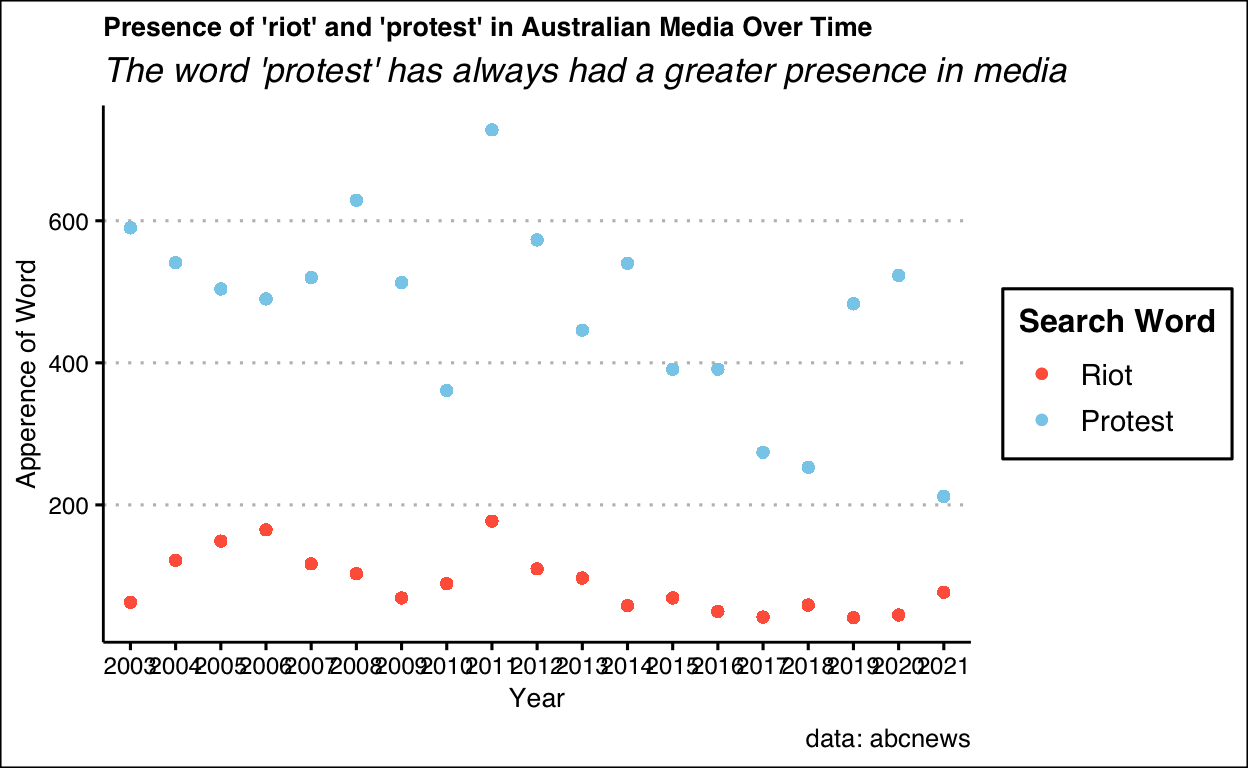 Presence of 'riot' and 'protest' in Australian Media Over Time
The word 'protest' has always had a greater presence in media
Apperence of Word
600
400
200
2003 2004 2005 2006 2007 2008 2009 2010 2011 2012 2013 2014 2015 2016 2017 2018 2019 2020 2021
Year
data: abcnews
Search Word
Riot
Protest